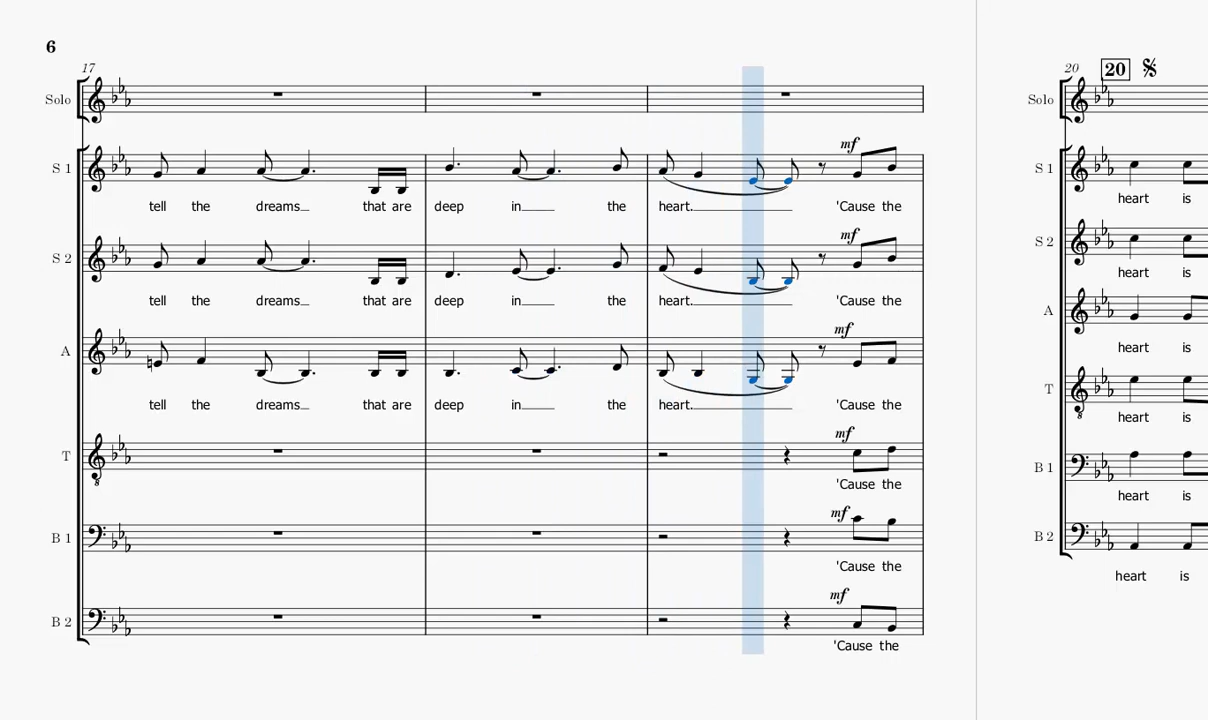 6
17
20 20
Solo
Solo
mf
S 1
S 1
tell the dreams that are deep in the heart. 'Cause the
heart is
mf
S 2
S 2
tell the dreams that are deep in the heart. 'Cause the
heart is
mf
A
A
tell the dreams that are deep in the heart. 'Cause the
heart is
mf
T
T
'Cause the
heart is
mf
B 1
B 1
'Cause the
heart is
mf
B 2
B 2
'Cause the
heart is